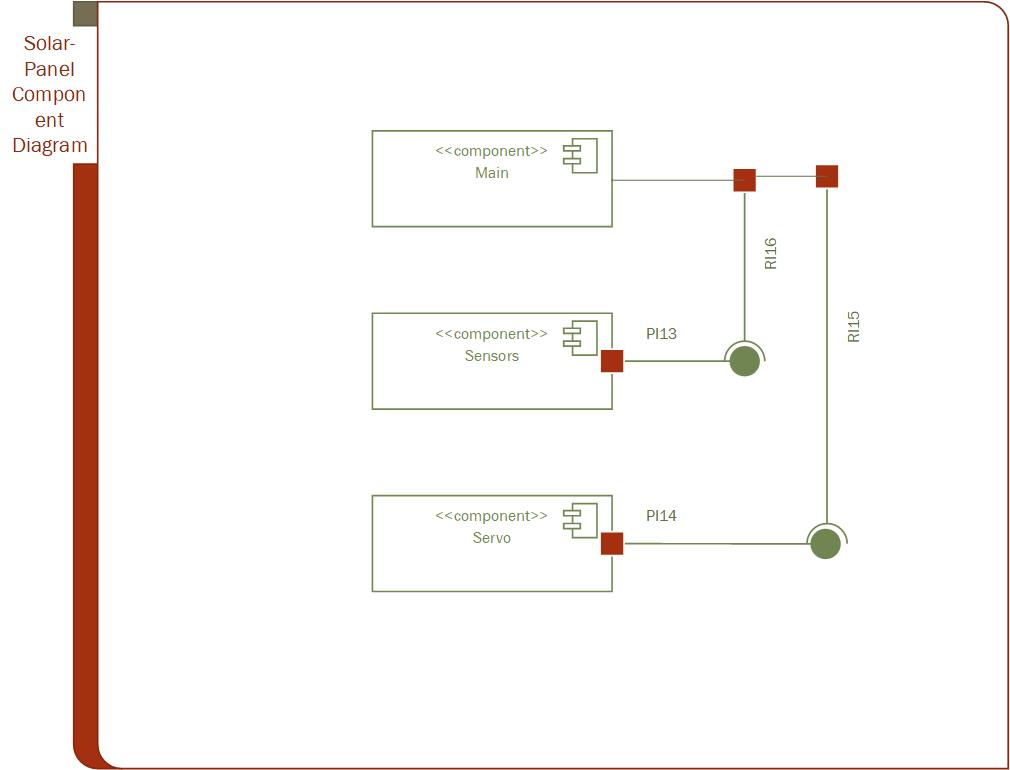 Solar-
Panel
Compon
ent
Diagram
<<component>>
Main
RI16
RI15
<<component>>
Sensors
PI13
<<component>>
Servo
PI14